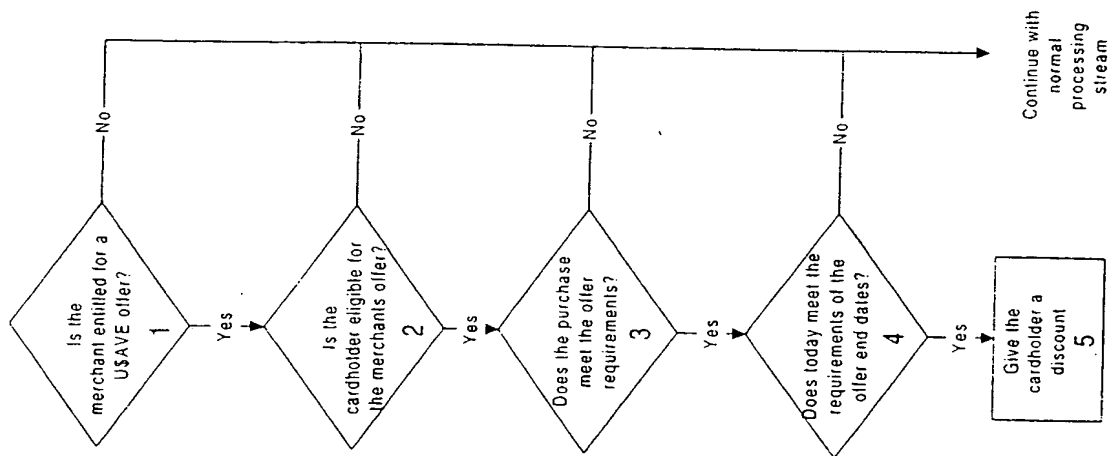 Is the
merchant entitled for a
U$AVE offer?
1
No
Yes
Is the
cardholder eligible for
the merchants offer?
2
No
Yes
Does the purchase
meet the offer
requirements?
3
No
Yes
Does today meet the
requirements of the
offer end dates?
4
No
Yes
Give the
cardholder a
discount
5
Continue with
normal
processing
stream